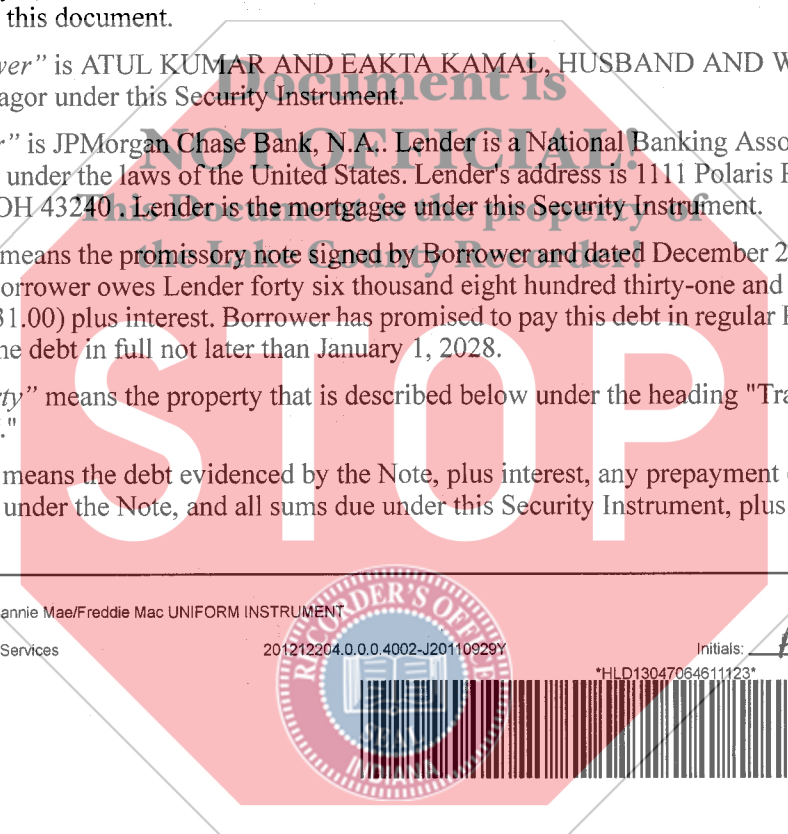 this document.
ver" is ATUL KUMAR AND EAKTA KAMAL, HUSBAND AND W
agor under this Security Instrument.
Document is
NOT OFFICIAL!
" is JPMorgan Chase Bank, N.A.. Lender is a National Banking Asso
under the laws of the United States. Lender's address is 1111 Polaris P
OH 43240 . Lender is the mortgagee under this Security Instrument.
This Document is the property of
the Lake County Recorder!
means the promissory note signed by Borrower and dated December 2
orrower owes Lender forty six thousand eight hundred thirty-one and
31.00) plus interest. Borrower has promised to pay this debt in regular P
ne debt in full not later than January 1, 2028.
STOP
ty" means the property that is described below under the heading "Tra
."
means the debt evidenced by the Note, plus interest, any prepayment
under the Note, and all sums due under this Security Instrument, plus
annie Mae/Freddie Mac UNIFORM INSTRUMENT
Services
201212204.0.0.0.4002-J20110929Y
Initials:
*HLD13047064611123*
RECORDER'S OFFICE
SEAL
INDIANA